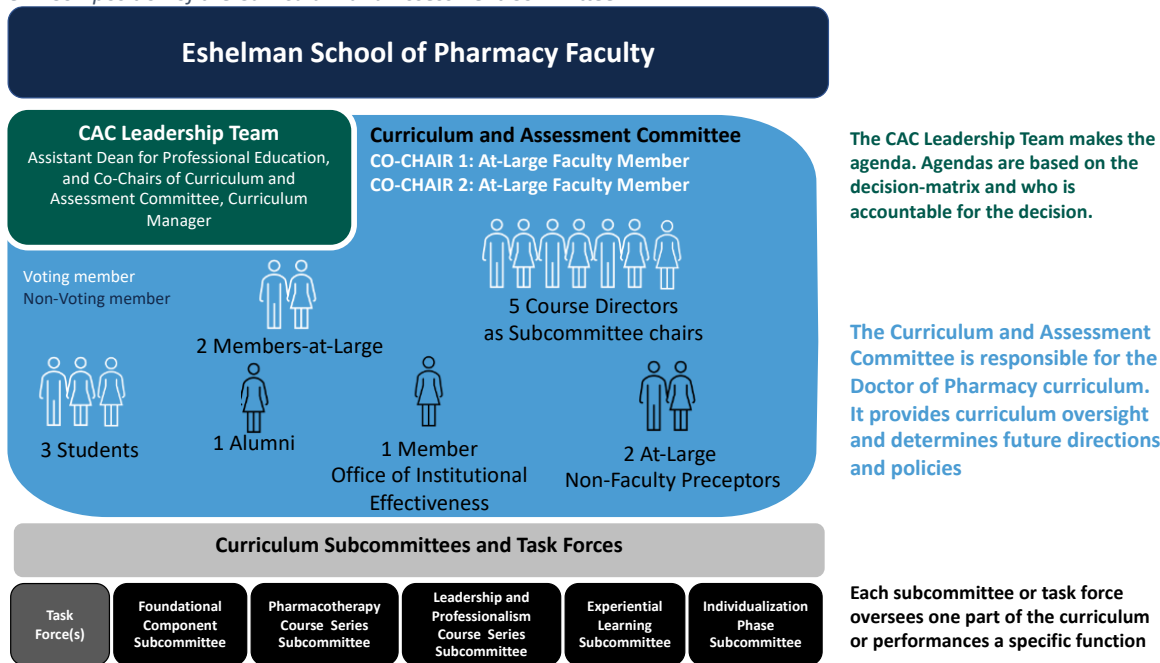 Eshelman School of Pharmacy Faculty
CAC Leadership Team
Assistant Dean for Professional Education,
and Co-Chairs of Curriculum and
Assessment Committee, Curriculum
Manager
Curriculum and Assessment Committee
CO-CHAIR 1: At-Large Faculty Member
CO-CHAIR 2: At-Large Faculty Member
The CAC Leadership Team makes the
agenda. Agendas are based on the
decision-matrix and who is
accountable for the decision.
Voting member
Non-Voting member
2 Members-at-Large
5 Course Directors
as Subcommittee chairs
3 Students
1 Alumni
1 Member
Office of Institutional
Effectiveness
2 At-Large
Non-Faculty Preceptors
The Curriculum and Assessment
Committee is responsible for the
Doctor of Pharmacy curriculum.
It provides curriculum oversight
and determines future directions
and policies
Curriculum Subcommittees and Task Forces
Task
Force(s)
Foundational
Component
Subcommittee
Pharmacotherapy
Course Series
Subcommittee
Leadership and
Professionalism
Course Series
Subcommittee
Experiential
Learning
Subcommittee
Individualization
Phase
Subcommittee
Each subcommittee or task force
oversees one part of the curriculum
or performances a specific function